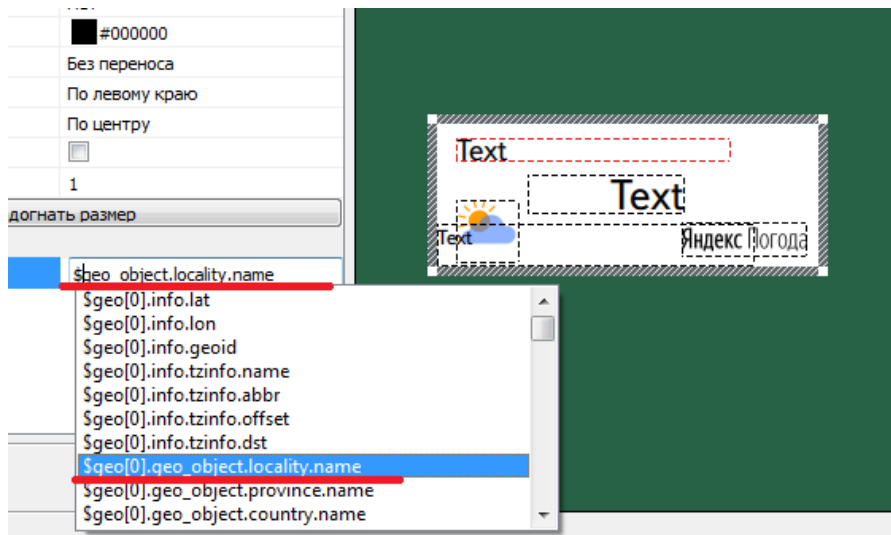 #000000
Без переноса
По левому краю
По центру
1
догнать размер
$geo_object.locality.name
$geo[0].info.lat
$geo[0].info.lon
$geo[0].info.geoid
$geo[0].info.tzinfo.name
$geo[0].info.tzinfo.abbr
$geo[0].info.tzinfo.offset
$geo[0].info.tzinfo.dst
$geo[0].geo_object.locality.name
$geo[0].geo_object.province.name
$geo[0].geo_object.country.name
Text
Text
Text
Яндекс Погода